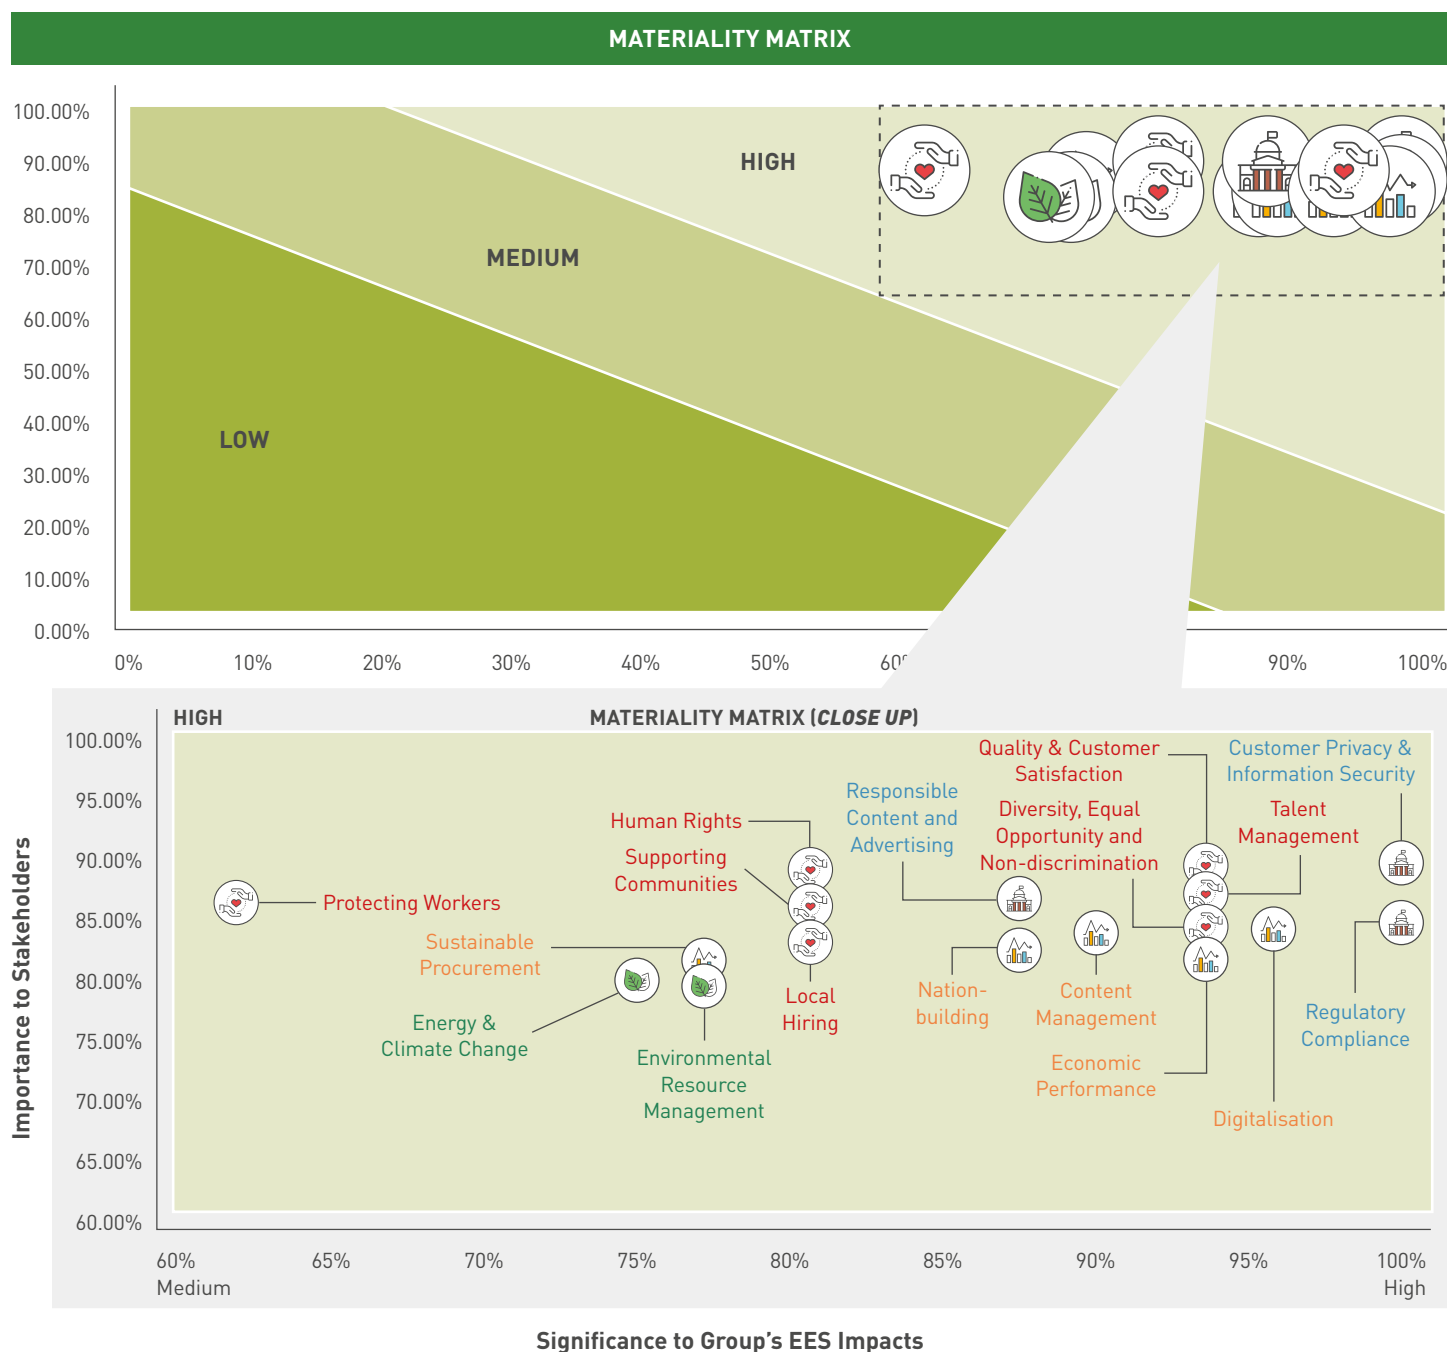 MATERIALITY MATRIX
100.00%
90.00%
80.00%
70.00%
60.00%
50.00%
40.00%
30.00%
20.00%
10.00%
0.00%
HIGH
MEDIUM
LOW
0%
10%
20%
30%
40%
50%
60%
90%
100%
HIGH
MATERIALITY MATRIX (CLOSE UP)
100.00%
95.00%
90.00%
85.00%
80.00%
75.00%
70.00%
65.00%
60.00%
Importance to Stakeholders
Quality & Customer
Satisfaction
Customer Privacy &
Information Security
Responsible
Content and
Advertising
Diversity, Equal
Opportunity and
Non-discrimination
Talent
Management
Human Rights
Supporting
Communities
Protecting Workers
Sustainable
Procurement
Energy &
Climate Change
Environmental
Resource
Management
Local
Hiring
Nation-
building
Content
Management
Economic
Performance
Digitalisation
Regulatory
Compliance
60%
Medium
65%
70%
75%
80%
85%
90%
95%
100%
High
Significance to Group's EES Impacts